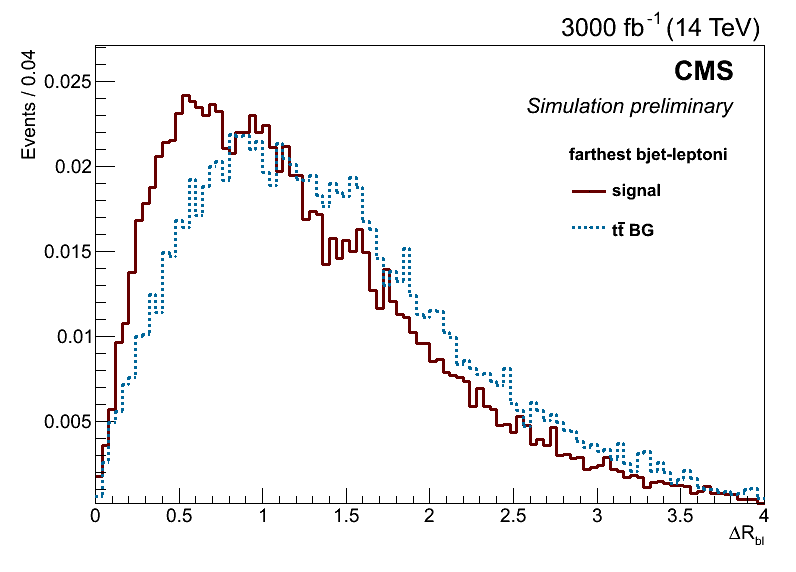 3000 fb-1 (14 TeV)
Events / 0.04
CMS
Simulation preliminary
farthest bjet-leptoni
signal
tt̄ BG
0.025
0.02
0.015
0.01
0.005
0 0.5 1 1.5 2 2.5 3 3.5 4
ΔRbl